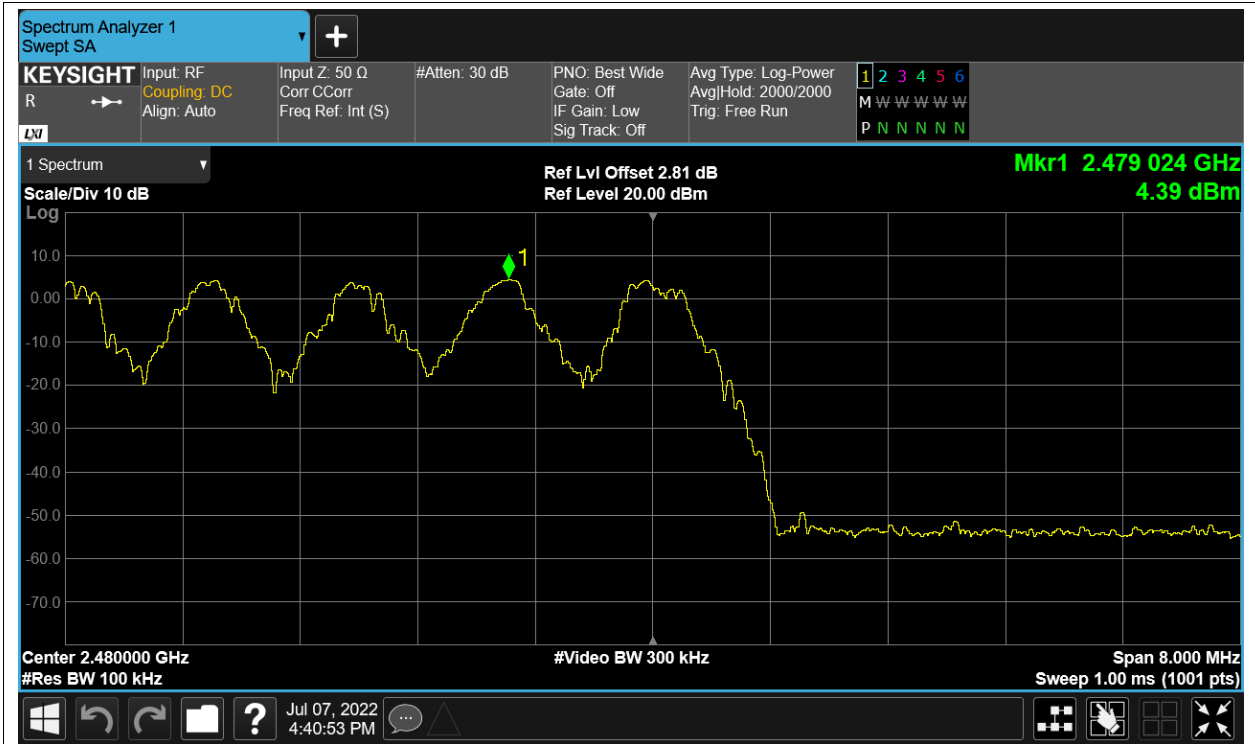 Spectrum Analyzer 1
Swept SA
KEYSIGHT
R
LXI
Input: RF
Coupling: DC
Align: Auto
Input Z: 50 Ω
Corr CCorr
Freq Ref: Int (S)
#Atten: 30 dB
PNO: Best Wide
Gate: Off
IF Gain: Low
Sig Track: Off
Avg Type: Log-Power
Avg|Hold: 2000/2000
Trig: Free Run
1 2 3 4 5 6
M W W W W W
P N N N N N
1 Spectrum
Scale/Div 10 dB
Log
Ref Lvl Offset 2.81 dB
Ref Level 20.00 dBm
Mkr1 2.479 024 GHz
4.39 dBm
1
10.0
0.00
-10.0
-20.0
-30.0
-40.0
-50.0
-60.0
-70.0
Center 2.480000 GHz
#Video BW 300 kHz
Span 8.000 MHz
#Res BW 100 kHz
Sweep 1.00 ms (1001 pts)
?
Jul 07, 2022
4:40:53 PM